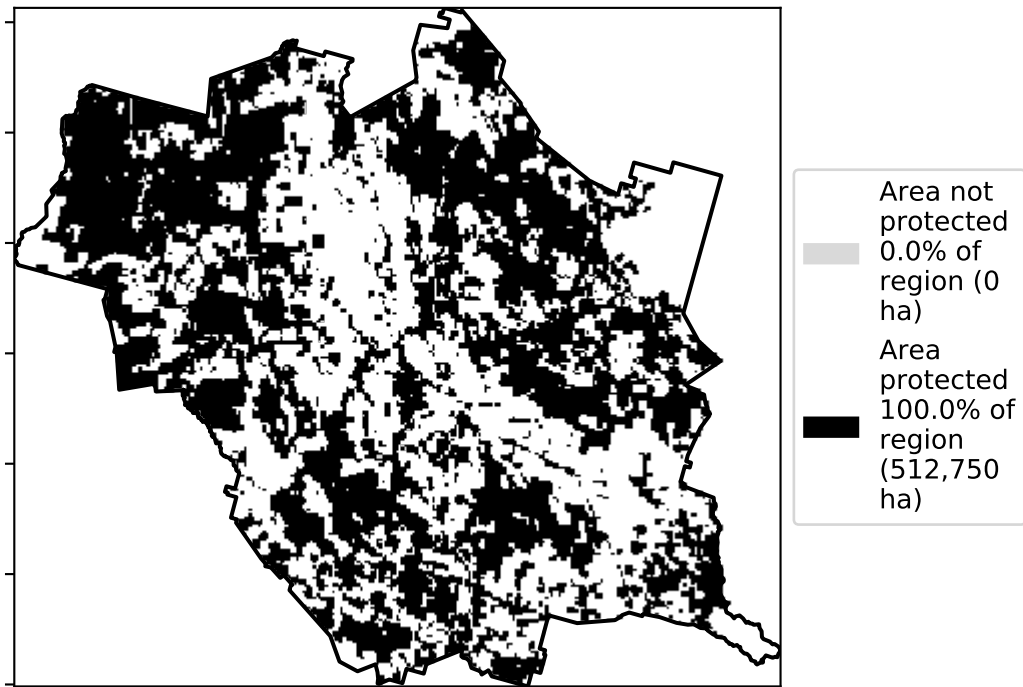 Area not
protected
0.0% of
region (0
ha)
Area
protected
100.0% of
region
(512,750
ha)